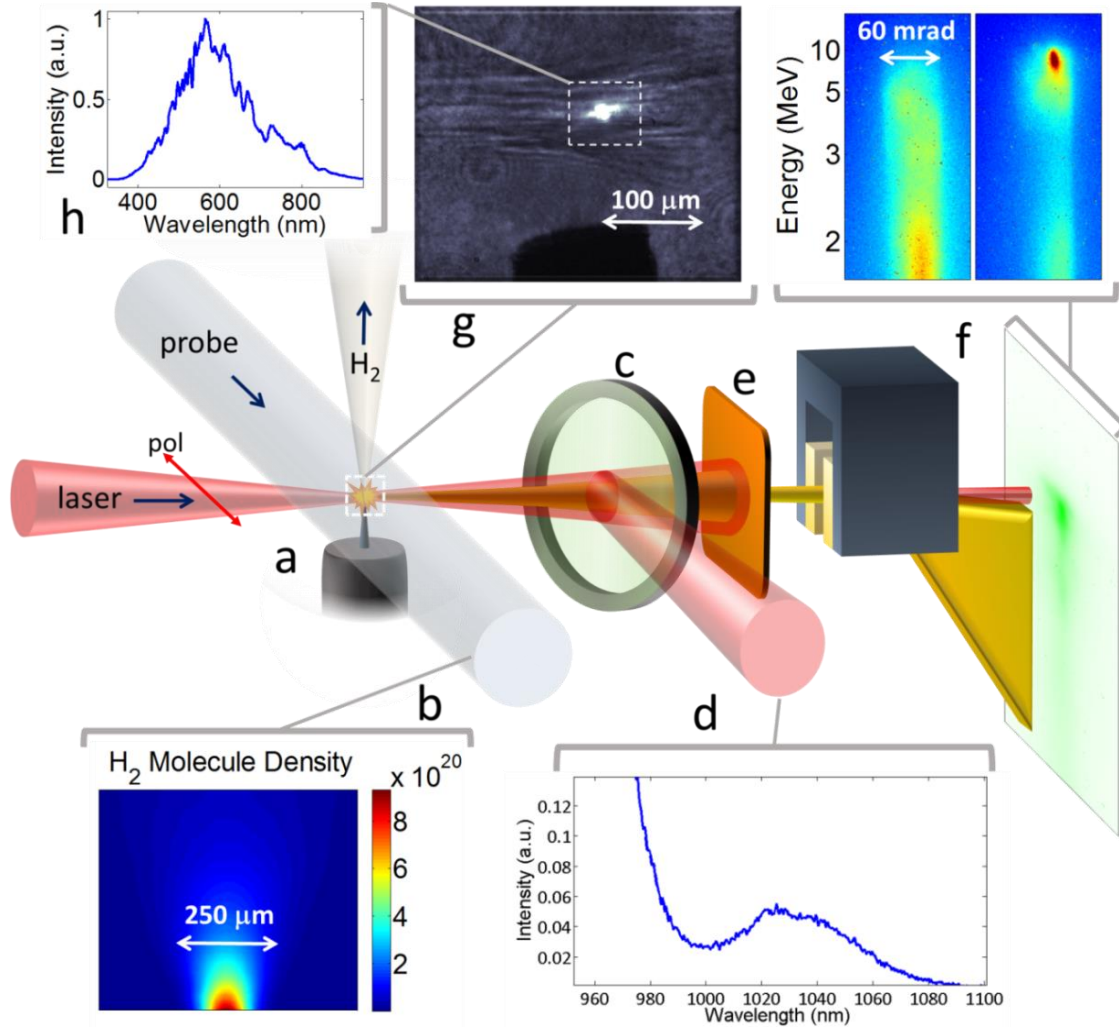 1
0.5
0
Intensity (a.u.)
400 600 800
Wavelength (nm)
h
100 μm
g
60 mrad
10
5
3
2
Energy (MeV)
f
probe
H2
c
e
pol
laser
a
b
d
H2 Molecule Density
x 10^20
8
6
4
2
250 μm
0.12
0.1
0.08
0.06
0.04
0.02
Intensity (a.u.)
960 980 1000 1020 1040 1060 1080 1100
Wavelength (nm)